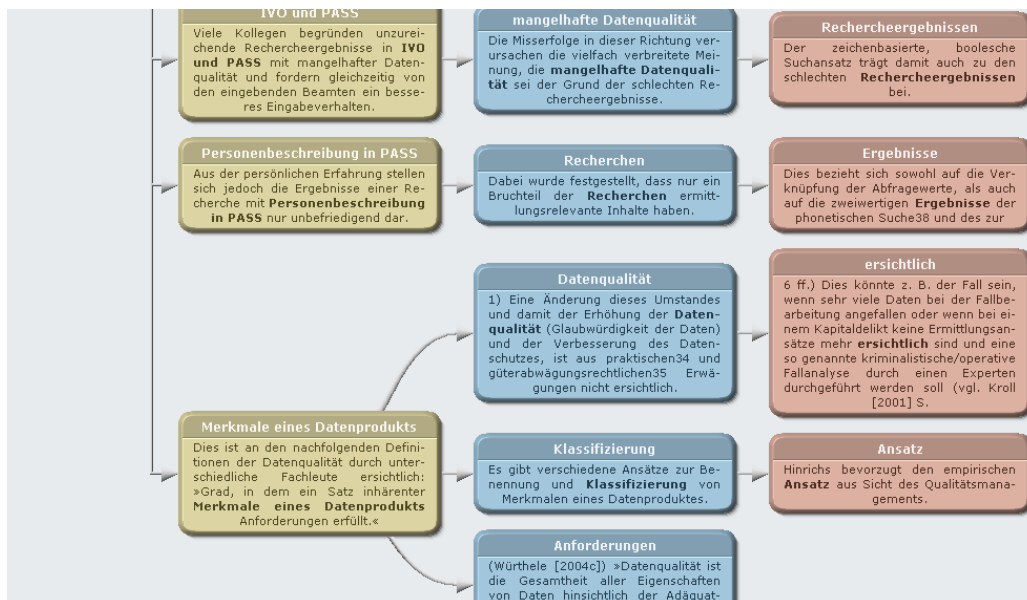 IVO und PASS
Viele Kollegen begründen unzurei-
chende Rechercheergebnisse in IVO
und PASS mit mangelhafter Daten-
qualität und fordern gleichzeitig von
den eingebenden Beamten ein besse-
res Eingabeverhalten.
mangelhafte Datenqualität
Die Misserfolge in dieser Richtung ver-
ursachen die vielfach verbreitete Mei-
nung, die mangelhafte Datenquali-
tät sei der Grund der schlechten Re-
chercheergebnisse.
Rechercheergebnissen
Der zeichenbasierte, boolesche
Suchansatz trägt damit auch zu den
schlechten Rechercheergebnissen
bei.
Personenbeschreibung in PASS
Aus der persönlichen Erfahrung stellen
sich jedoch die Ergebnisse einer Re-
cherche mit Personenbeschreibung
in PASS nur unbefriedigend dar.
Recherchen
Dabei wurde festgestellt, dass nur ein
Bruchteil der Recherchen ermitt-
lungsrelevante Inhalte haben.
Ergebnisse
Dies bezieht sich sowohl auf die Ver-
knüpfung der Abfragewerte, als auch
auf die zweiwertigen Ergebnisse der
phonetischen Suche38 und des zur
Datenqualität
1) Eine Änderung dieses Umstandes
und damit der Erhöhung der Daten-
qualität (Glaubwürdigkeit der Daten)
und der Verbesserung des Daten-
schutzes, ist aus praktischen34 und
güterabwägungsrechtlichen35 Erwä-
gungen nicht ersichtlich.
ersichtlich
6 ff.) Dies könnte z. B. der Fall sein,
wenn sehr viele Daten bei der Fallbe-
arbeitung angefallen oder wenn bei ei-
nem Kapitaldelikt keine Ermittlungsan-
sätze mehr ersichtlich sind und eine
so genannte kriminalistische/operative
Fallanalyse durch einen Experten
durchgeführt werden soll (vgl. Kroll
[2001] S.
Merkmale eines Datenprodukts
Dies ist an den nachfolgenden Defini-
tionen der Datenqualität durch unter-
schiedliche Fachleute ersichtlich:
»Grad, in dem ein Satz inhärenter
Merkmale eines Datenprodukts
Anforderungen erfüllt.«
Klassifizierung
Es gibt verschiedene Ansätze zur Be-
nennung und Klassifizierung von
Merkmalen eines Datenproduktes.
Ansatz
Hinrichs bevorzugt den empirischen
Ansatz aus Sicht des Qualitätsmana-
gements.
Anforderungen
(Würthele [2004c]) »Datenqualität ist
die Gesamtheit aller Eigenschaften
von Daten hinsichtlich der Adäquat-